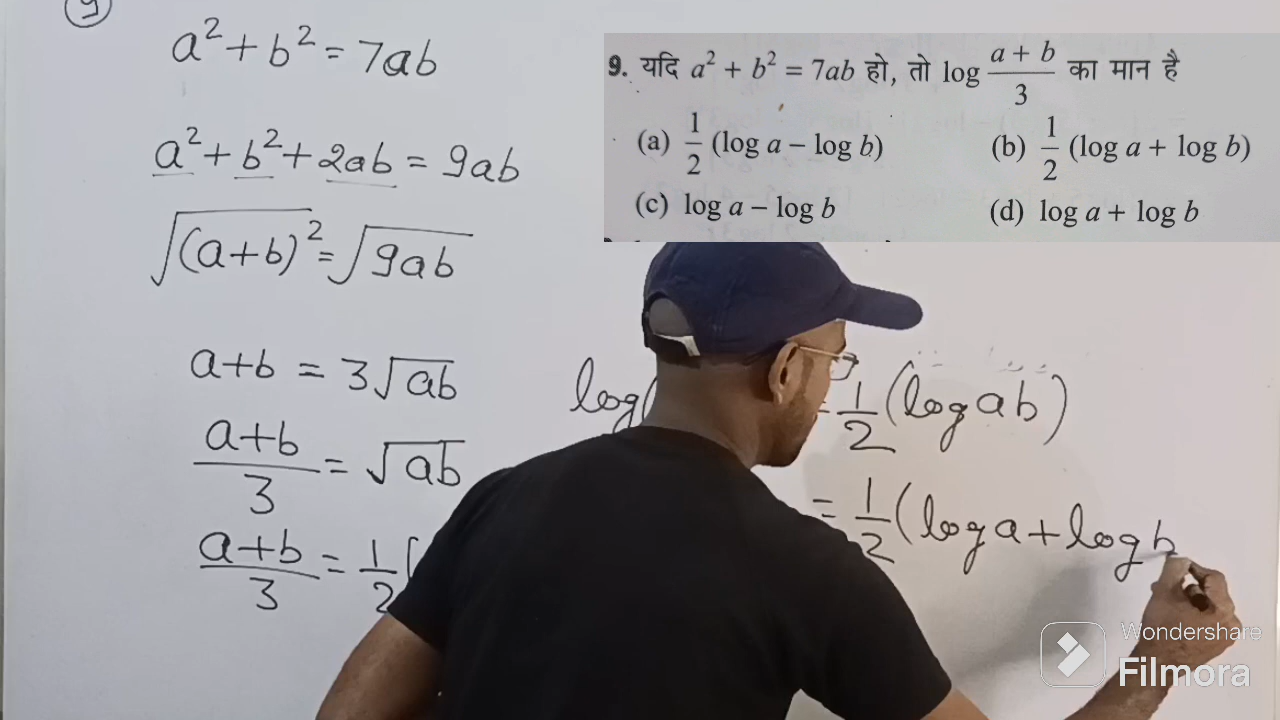 9
a² + b² = 7ab
a² + b² + 2ab = 9ab
√(a+b)² = √9ab
a+b = 3√ab
a+b/3 = √ab
a+b/3 = 1/2(
9. यदि a² + b² = 7ab हो, तो log a + b/3 का मान है
(a) 1/2 (log a – log b) (b) 1/2 (log a + log b)
(c) log a – log b (d) log a + log b
log( = 1/2 (log ab)
= 1/2 (log a + log b
Wondershare
Filmora